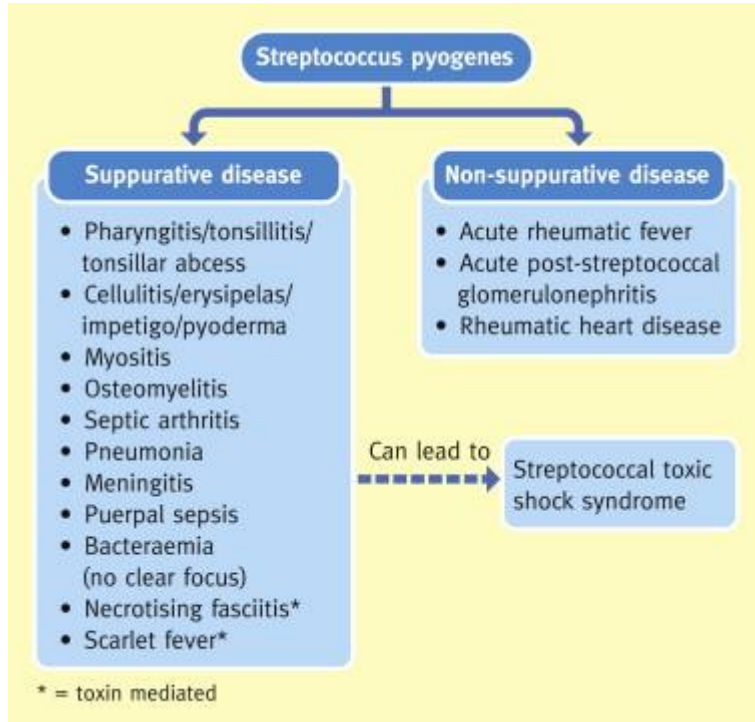 Streptococcus pyogenes
Suppurative disease
• Pharyngitis/tonsillitis/
tonsillar abcess
• Cellulitis/erysipelas/
impetigo/pyoderma
• Myositis
• Osteomyelitis
• Septic arthritis
• Pneumonia
• Meningitis
• Puerpal sepsis
• Bacteraemia
(no clear focus)
• Necrotising fasciitis*
• Scarlet fever*
Non-suppurative disease
• Acute rheumatic fever
• Acute post-streptococcal
glomerulonephritis
• Rheumatic heart disease
Can lead to
Streptococcal toxic
shock syndrome
* = toxin mediated